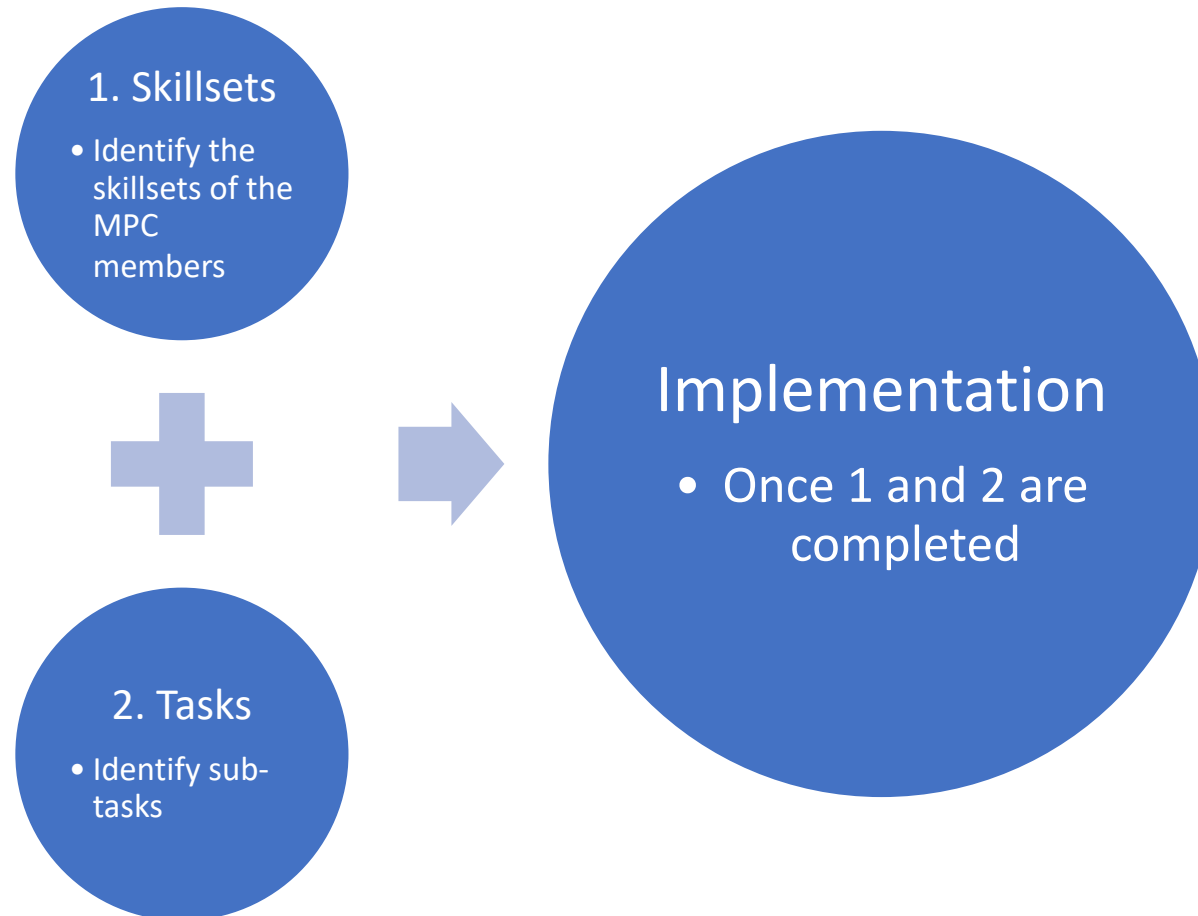 1. Skillsets
• Identify the
skillsets of the
MPC
members
2. Tasks
• Identify sub-
tasks
Implementation
• Once 1 and 2 are
completed